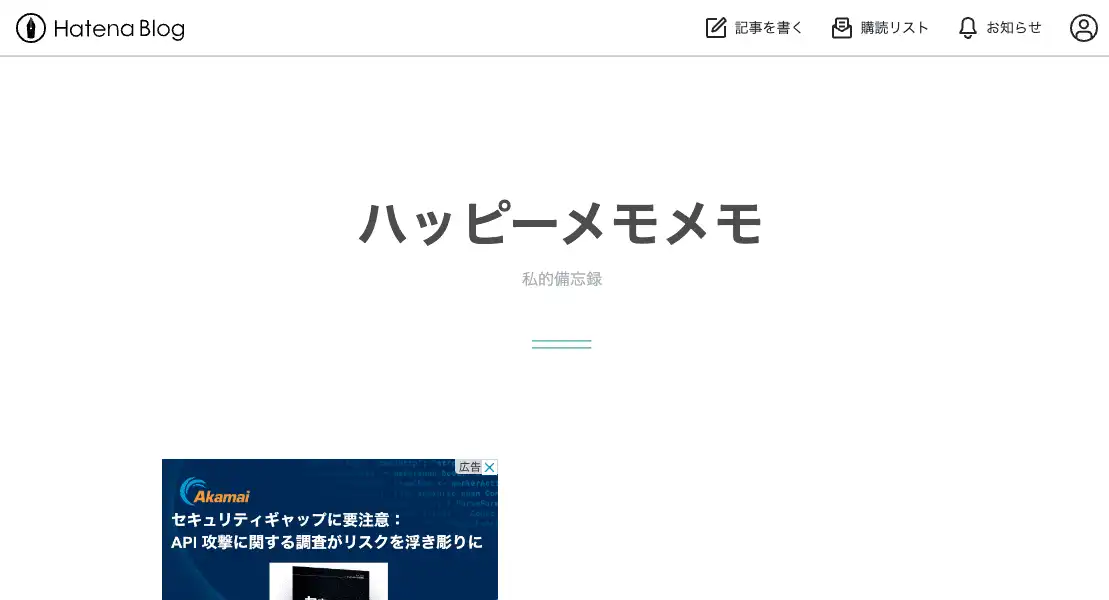 Hatena Blog
記事を書く
購読リスト
お知らせ
ハッピーメモメモ
私的備忘録
広告
Akamai
セキュリティギャップに要注意：
API 攻撃に関する調査がリスクを浮き彫りに